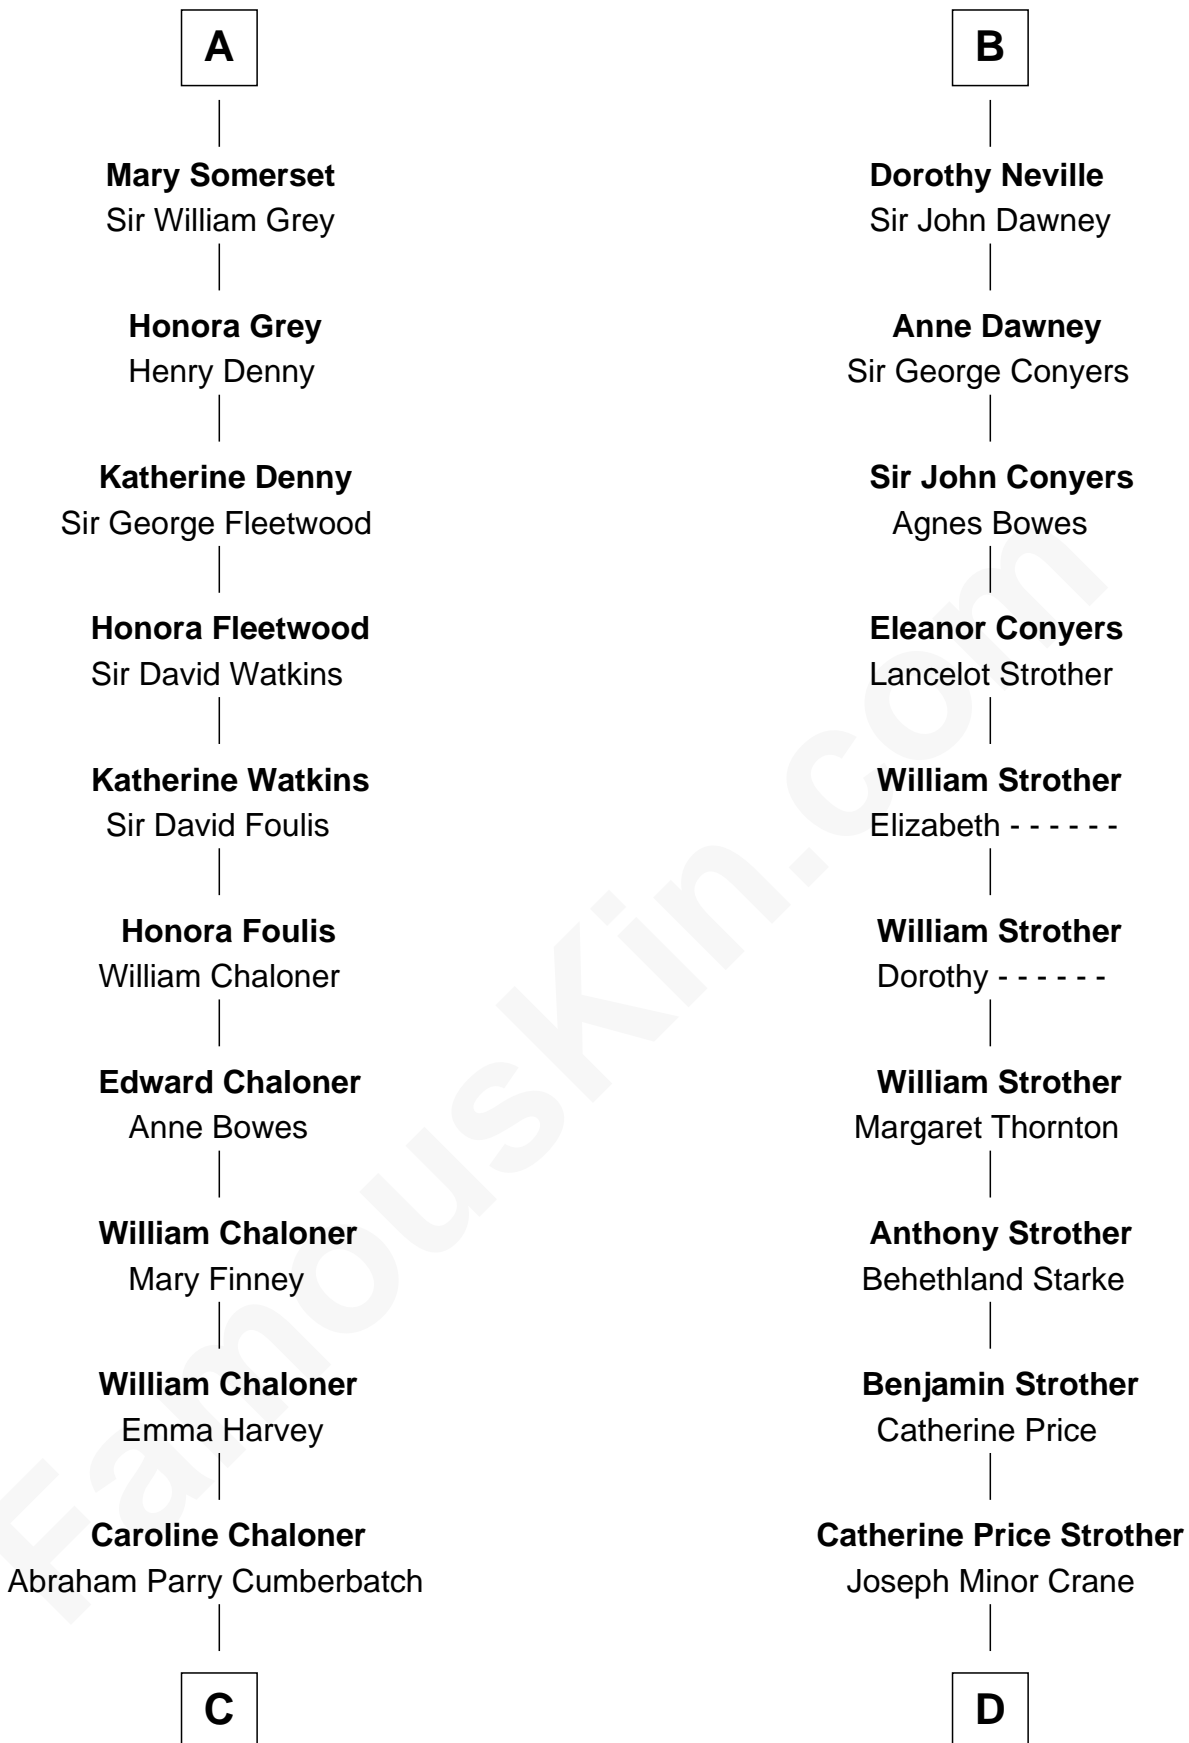 A
Mary Somerset
Sir William Grey
Honora Grey
Henry Denny
Katherine Denny
Sir George Fleetwood
Honora Fleetwood
Sir David Watkins
Katherine Watkins
Sir David Foulis
Honora Foulis
William Chaloner
Edward Chaloner
Anne Bowes
William Chaloner
Mary Finney
William Chaloner
Emma Harvey
Caroline Chaloner
Abraham Parry Cumberbatch
C
B
Dorothy Neville
Sir John Dawney
Anne Dawney
Sir George Conyers
Sir John Conyers
Agnes Bowes
Eleanor Conyers
Lancelot Strother
William Strother
Elizabeth - - - - - -
William Strother
Dorothy - - - - - -
William Strother
Margaret Thornton
Anthony Strother
Behethland Starke
Benjamin Strother
Catherine Price
Catherine Price Strother
Joseph Minor Crane
D
FamousKin.com